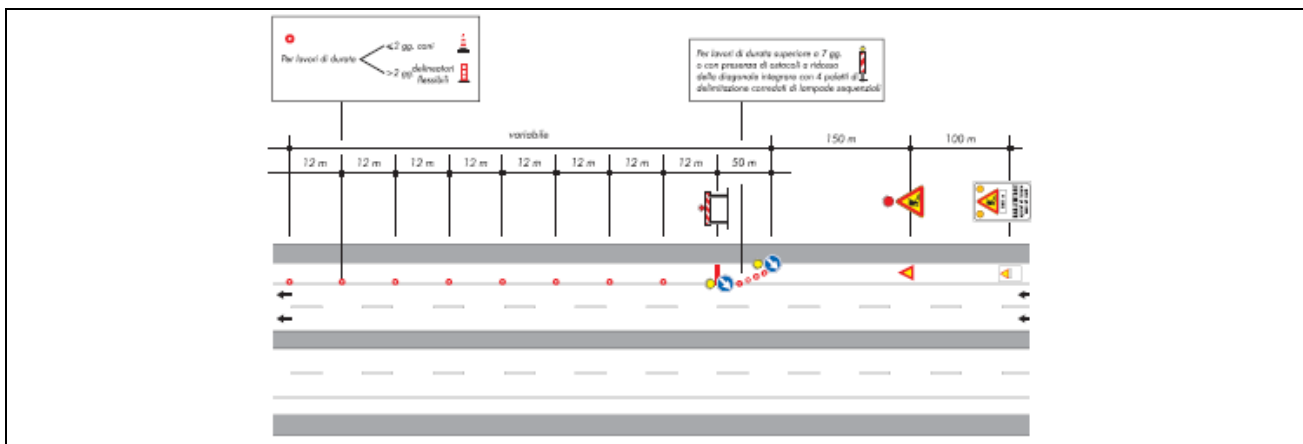 Per lavori di durata
⩽2 gg. coni
>2 gg. delineatori
flessibili
Per lavori di durata superiore a 7 gg.
o con presenza di ostacoli a ridosso
della diagonale integrare con 4 paletti di
delimitazione corredati di lampade sequenziali
variabile
150 m
100 m
12 m
12 m
12 m
12 m
12 m
12 m
12 m
12 m
50 m